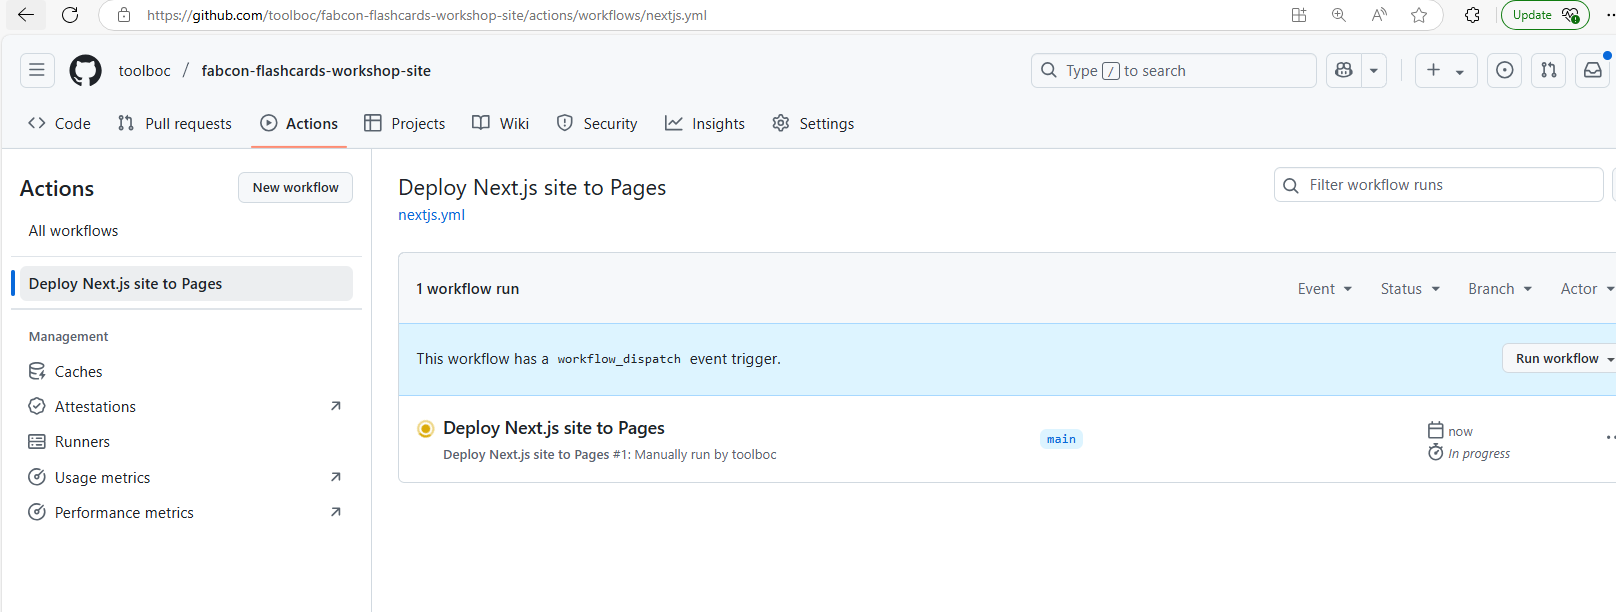 https://github.com/toolboc/fabcon-flashcards-workshop-site/actions/workflows/nextjs.yml
Update
toolboc / fabcon-flashcards-workshop-site
Type / to search
Code
Pull requests
Actions
Projects
Wiki
Security
Insights
Settings
Actions
New workflow
All workflows
Deploy Next.js site to Pages
Management
Caches
Attestations
Runners
Usage metrics
Performance metrics
Deploy Next.js site to Pages
nextjs.yml
Filter workflow runs
1 workflow run
Event
Status
Branch
Actor
This workflow has a workflow_dispatch event trigger.
Run workflow
Deploy Next.js site to Pages
Deploy Next.js site to Pages #1: Manually run by toolboc
main
now
In progress